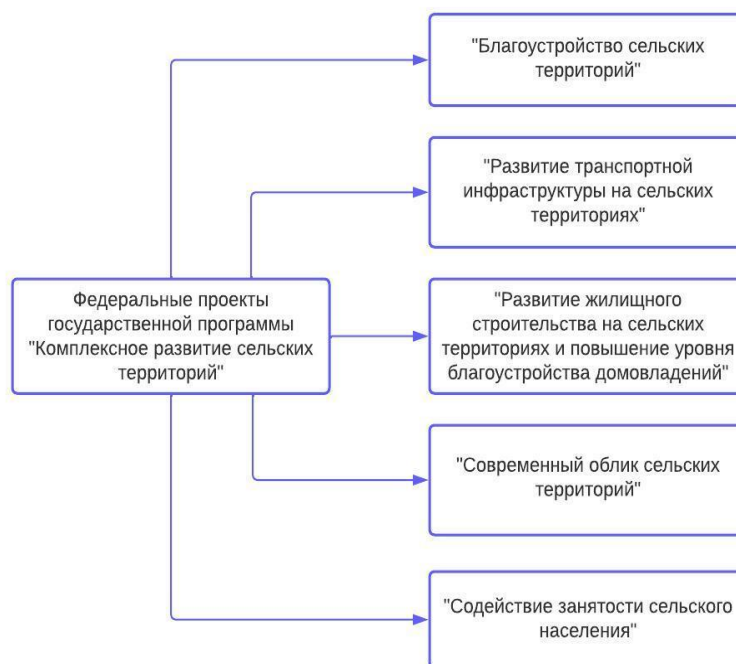 "Благоустройство сельских
территорий"
"Развитие транспортной
инфраструктуры на сельских
территориях"
Федеральные проекты
государственной программы
"Комплексное развитие сельских
территорий"
"Развитие жилищного
строительства на сельских
территориях и повышение уровня
благоустройства домовладений"
"Современный облик сельских
территорий"
"Содействие занятости сельского
населения"